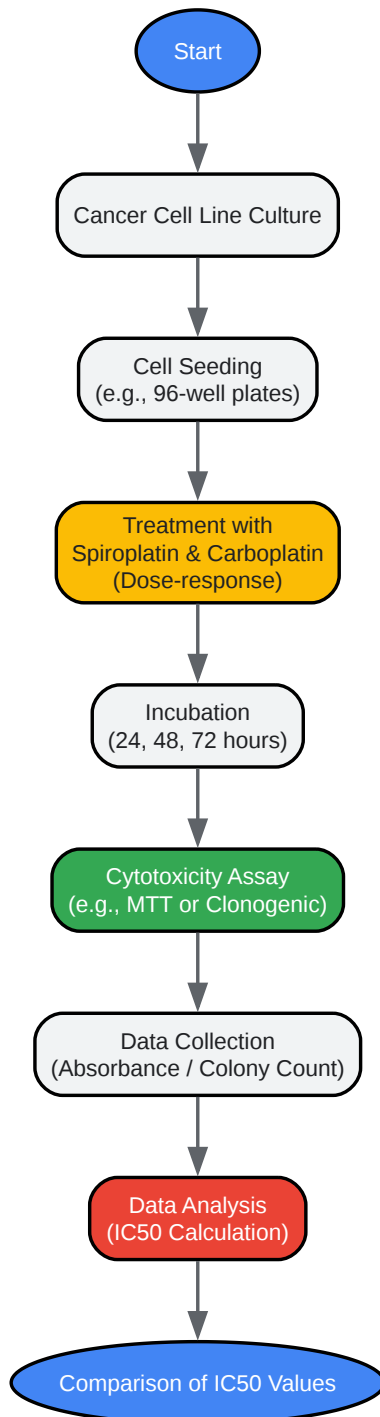 Start
Cancer Cell Line Culture
Cell Seeding
(e.g., 96-well plates)
Treatment with
Spiroplatin & Carboplatin
(Dose-response)
Incubation
(24, 48, 72 hours)
Cytotoxicity Assay
(e.g., MTT or Clonogenic)
Data Collection
(Absorbance / Colony Count)
Data Analysis
(IC50 Calculation)
Comparison of IC50 Values